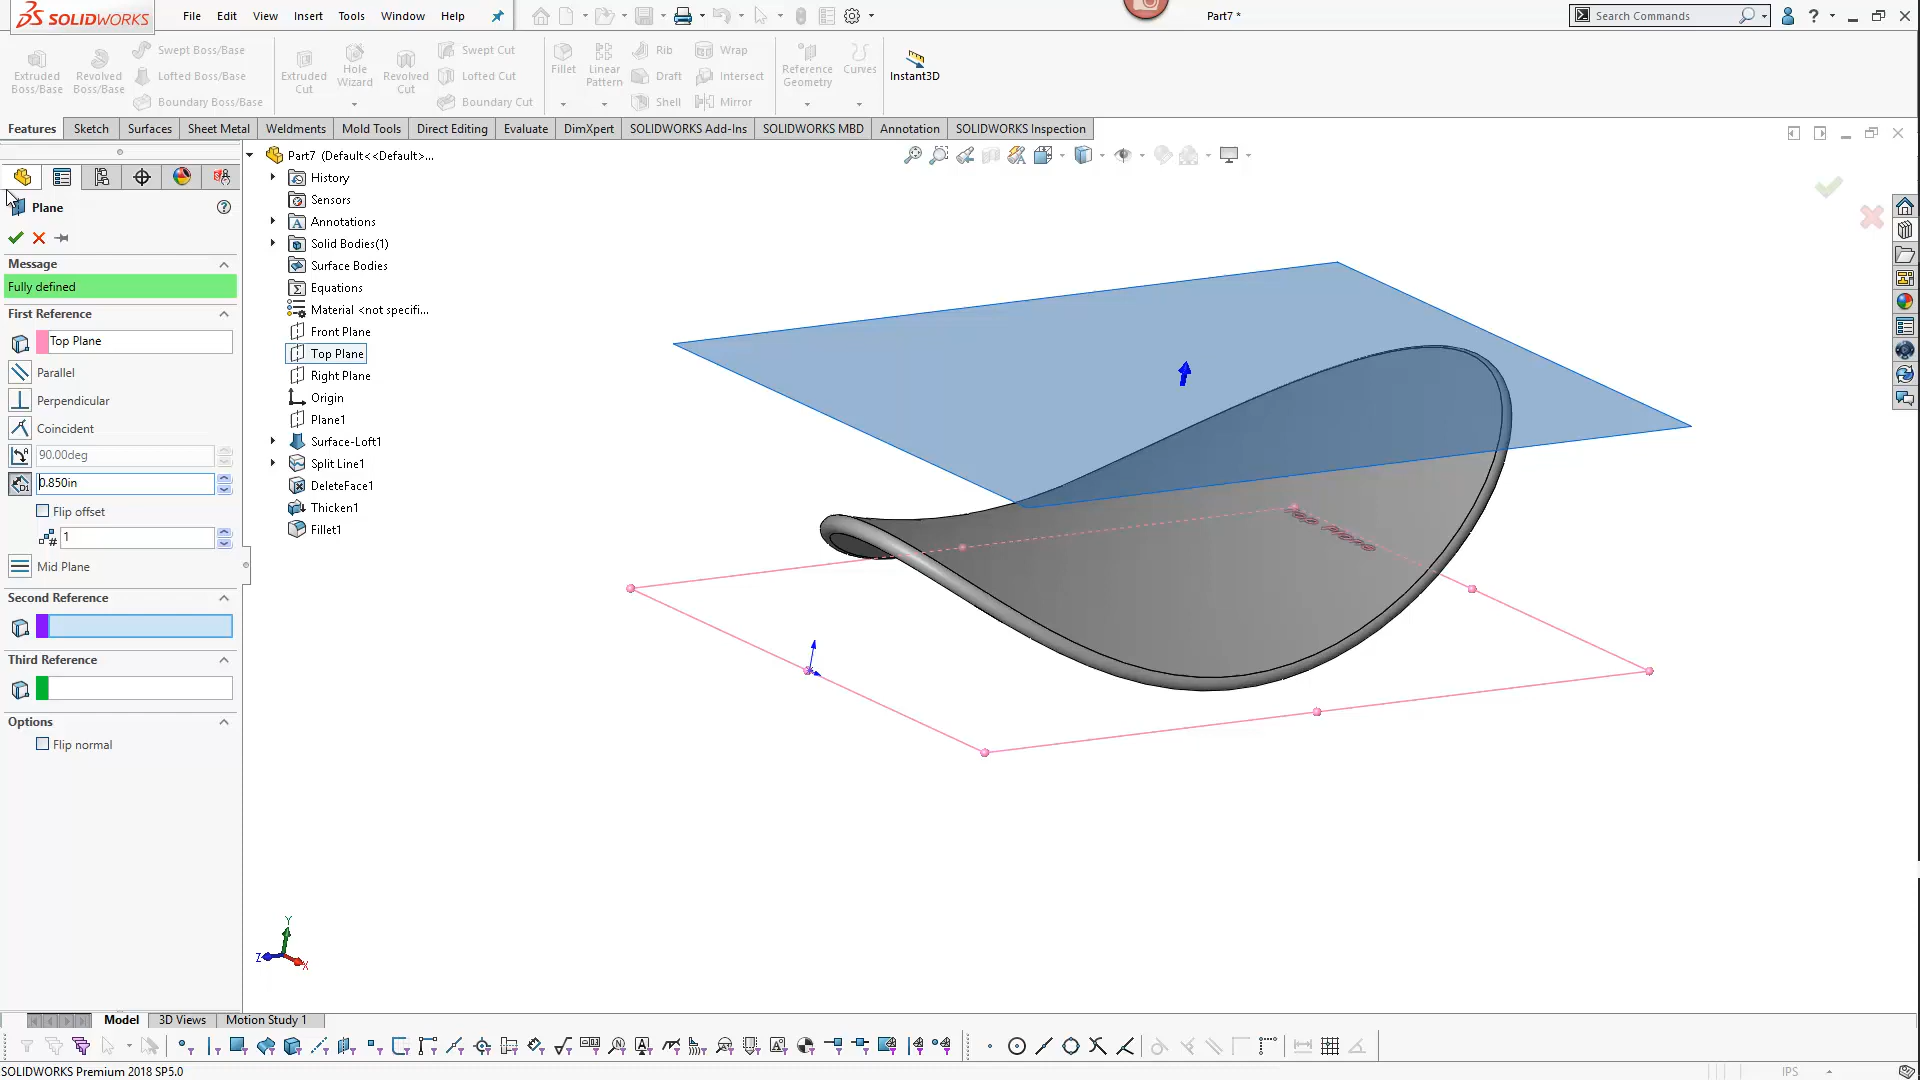 SOLIDWORKS File Edit View Insert Tools Window Help Part7 * Search Commands
Extruded Boss/Base
Revolved Boss/Base
Swept Boss/Base
Lofted Boss/Base
Boundary Boss/Base
Extruded Cut
Hole Wizard
Revolved Cut
Swept Cut
Lofted Cut
Boundary Cut
Fillet
Linear Pattern
Rib
Draft
Shell
Wrap
Intersect
Mirror
Reference Geometry
Curves
Instant3D
Features Sketch Surfaces Sheet Metal Weldments Mold Tools Direct Editing Evaluate DimXpert SOLIDWORKS Add-Ins SOLIDWORKS MBD Annotation SOLIDWORKS Inspection
Plane
Message
Fully defined
First Reference
Top Plane
Parallel
Perpendicular
Coincident
90.00deg
0.850in
Flip offset
1
Mid Plane
Second Reference
Third Reference
Options
Flip normal
Part7 (Default<<Default>...
History
Sensors
Annotations
Solid Bodies(1)
Surface Bodies
Equations
Material <not specifi...
Front Plane
Top Plane
Right Plane
Origin
Plane1
Surface-Loft1
Split Line1
DeleteFace1
Thicken1
Fillet1
Top Plane
Y
Z
X
Model 3D Views Motion Study 1
SOLIDWORKS Premium 2018 SP5.0 IPS